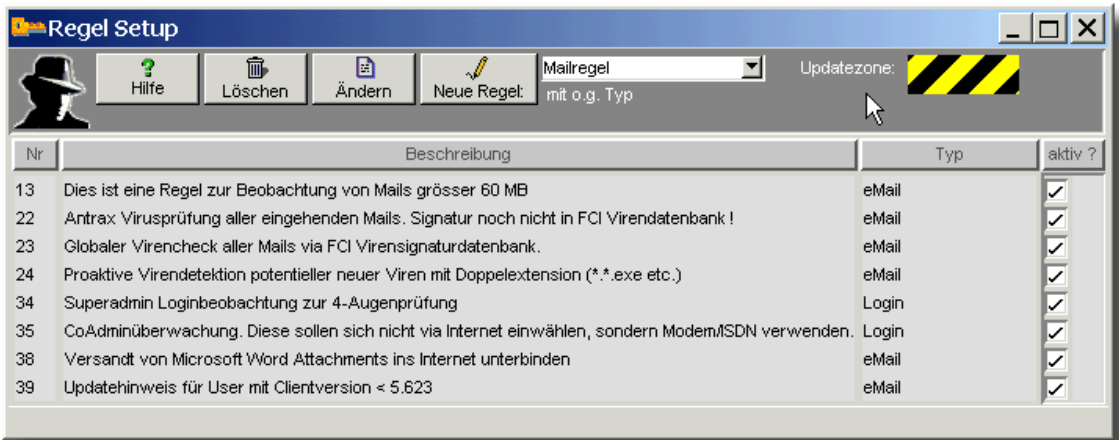 Regel Setup
Hilfe
Löschen
Ändern
Neue Regel:
Mailregel
mit o.g. Typ
Updatezone:
Nr Beschreibung Typ aktiv ?
13 Dies ist eine Regel zur Beobachtung von Mails grösser 60 MB eMail
22 Antrax Virusprüfung aller eingehenden Mails. Signatur noch nicht in FCI Virendatenbank ! eMail
23 Globaler Virencheck aller Mails via FCI Virensignaturdatenbank. eMail
24 Proaktive Virendetektion potentieller neuer Viren mit Doppelextension (*.*.exe etc.) eMail
34 Superadmin Loginbeobachtung zur 4-Augenprüfung Login
35 CoAdminüberwachung. Diese sollen sich nicht via Internet einwählen, sondern Modem/ISDN verwenden. Login
38 Versandt von Microsoft Word Attachments ins Internet unterbinden eMail
39 Updatehinweis für User mit Clientversion < 5.623 eMail